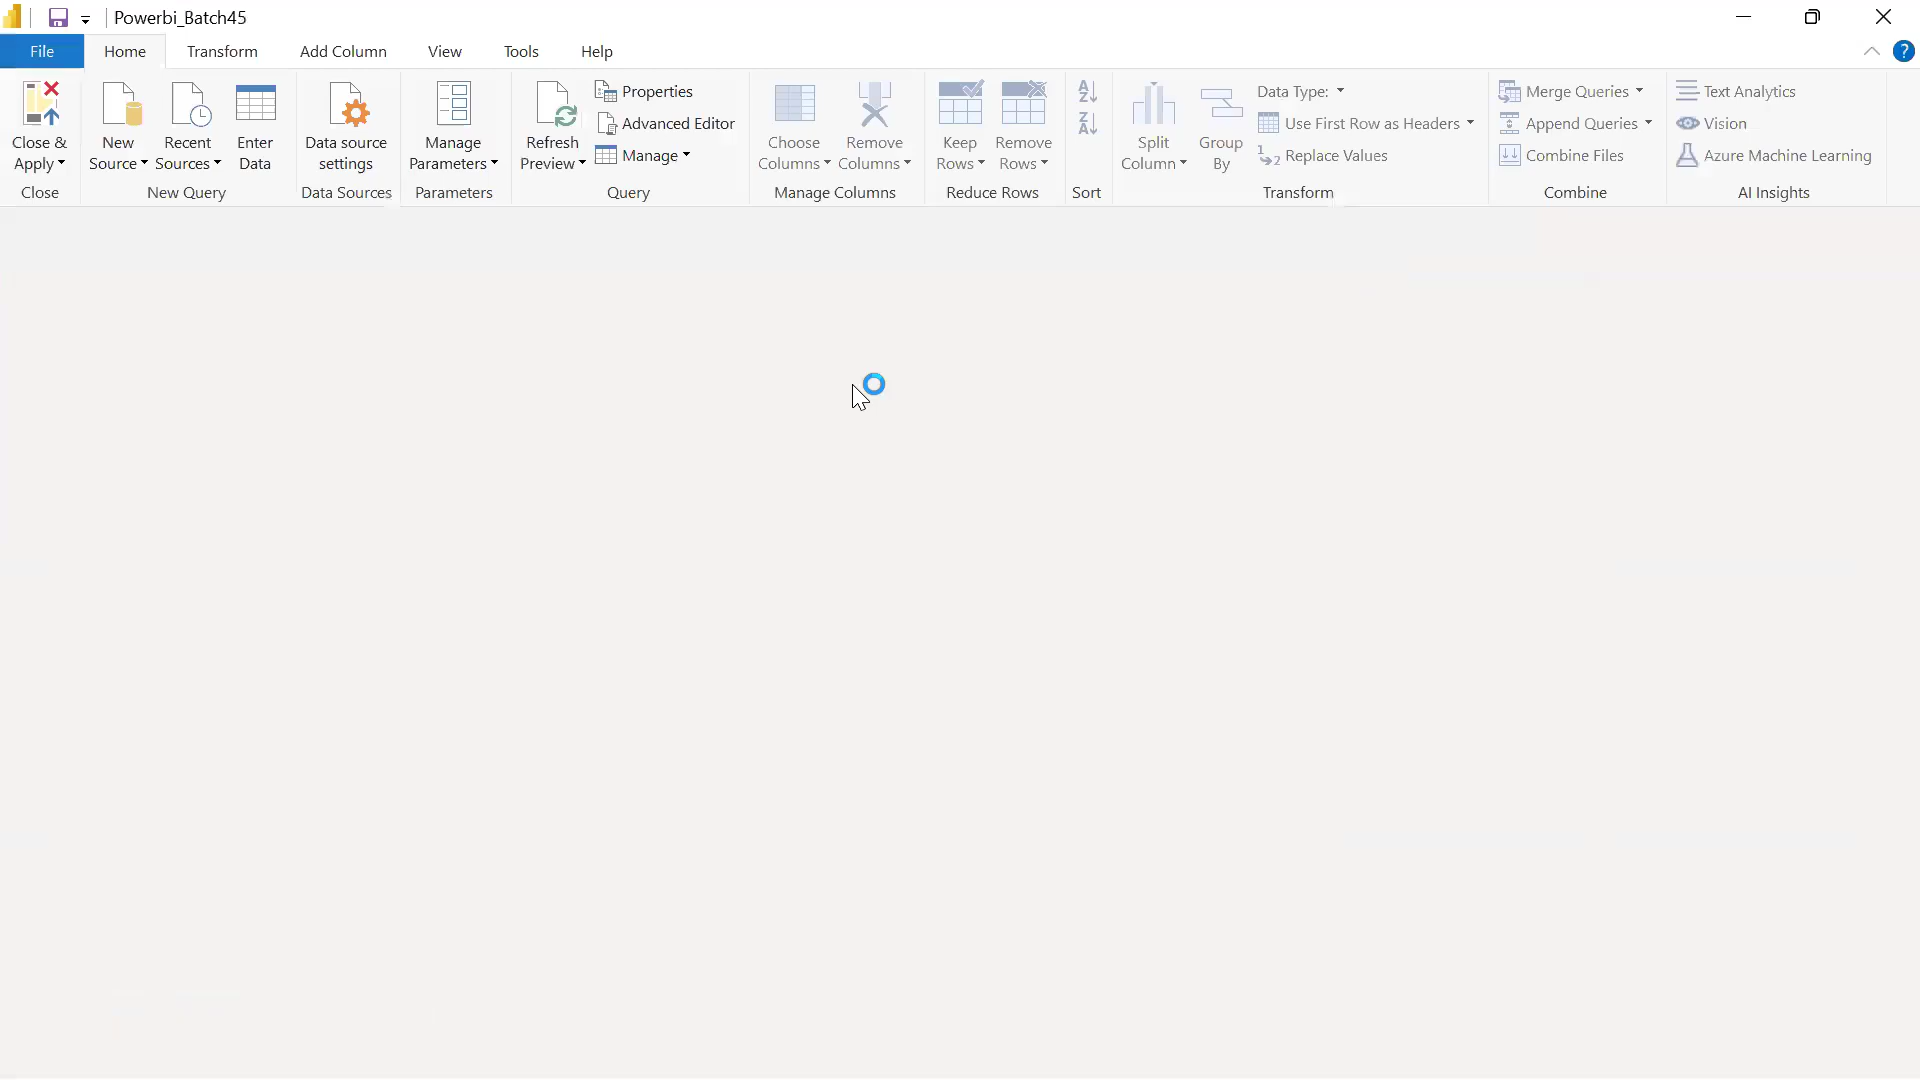 Powerbi_Batch45
File Home Transform Add Column View Tools Help
?
Close & Apply
New Source
Recent Sources
Enter Data
Data source settings
Manage Parameters
Refresh Preview
Properties
Advanced Editor
Manage
Choose Columns
Remove Columns
Keep Rows
Remove Rows
A
Z
Z
A
Split Column
Group By
Data Type:
Use First Row as Headers
1
2
Replace Values
Merge Queries
Append Queries
Combine Files
Text Analytics
Vision
Azure Machine Learning
Close New Query Data Sources Parameters Query Manage Columns Reduce Rows Sort Transform Combine AI Insights